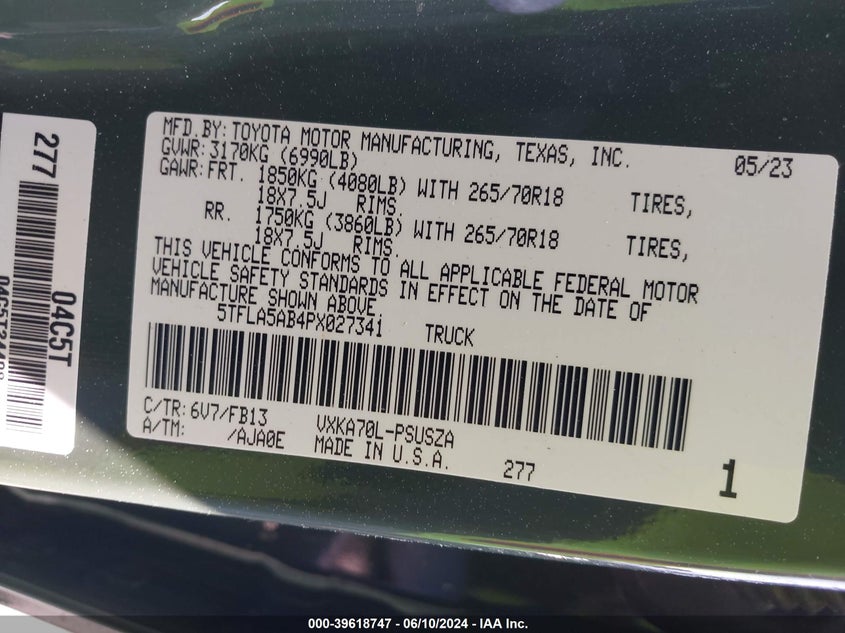 277
04C5T
MFD.BY:TOYOTA MOTOR MANUFACTURING, TEXAS, INC. 05/23
GVWR:3170KG (6990LB)
GAWR:FRT. 1850KG (4080LB) WITH 265/70R18 TIRES,
18X7.5J RIMS.
RR. 1750KG (3860LB) WITH 265/70R18 TIRES,
18X7.5J RIMS.
THIS VEHICLE CONFORMS TO ALL APPLICABLE FEDERAL MOTOR
VEHICLE SAFETY STANDARDS IN EFFECT ON THE DATE OF
MANUFACTURE SHOWN ABOVE.
5TFLA5AB4PX027341 TRUCK
C/TR:6V7/FB13 VXKA70L-PSUSZA
A/TM: /AJA0E MADE IN U.S.A. 277 1
000-39618747 - 06/10/2024 - IAA Inc.